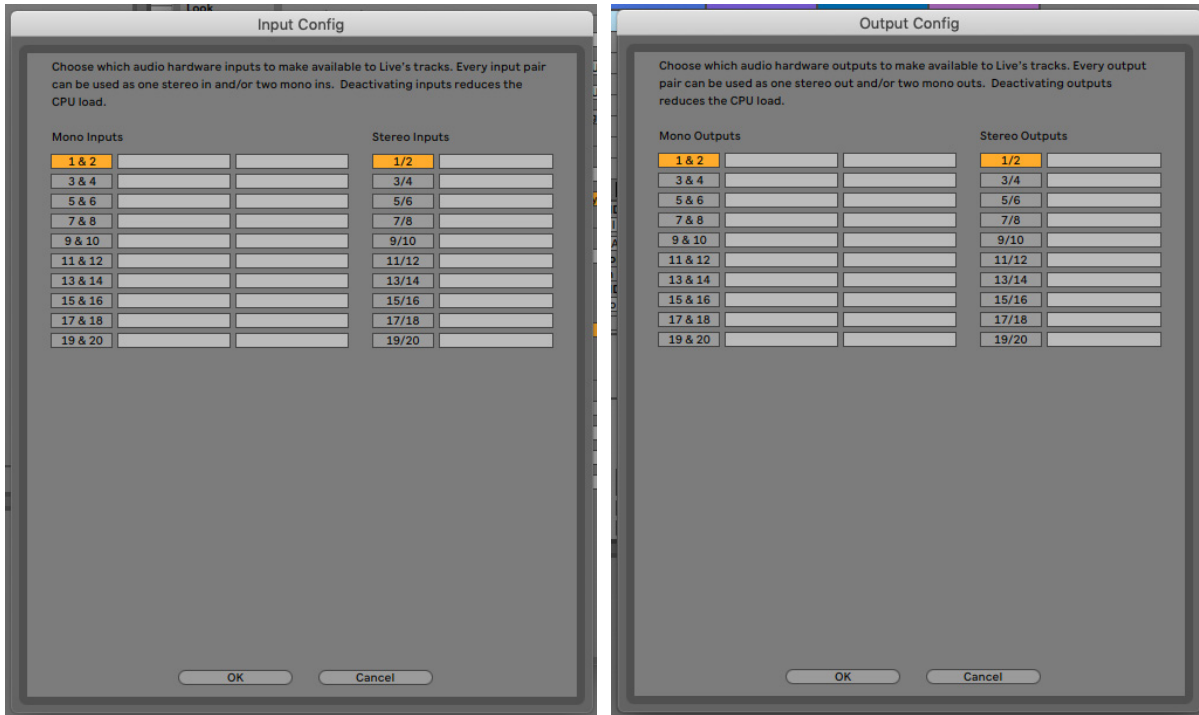 Look
Input Config
Choose which audio hardware inputs to make available to Live's tracks. Every input pair
can be used as one stereo in and/or two mono ins. Deactivating inputs reduces the
CPU load.
Mono Inputs Stereo Inputs
1 & 2 1/2
3 & 4 3/4
5 & 6 5/6
7 & 8 7/8
9 & 10 9/10
11 & 12 11/12
13 & 14 13/14
15 & 16 15/16
17 & 18 17/18
19 & 20 19/20
OK Cancel
Output Config
Choose which audio hardware outputs to make available to Live's tracks. Every output
pair can be used as one stereo out and/or two mono outs. Deactivating outputs
reduces the CPU load.
Mono Outputs Stereo Outputs
1 & 2 1/2
3 & 4 3/4
5 & 6 5/6
7 & 8 7/8
9 & 10 9/10
11 & 12 11/12
13 & 14 13/14
15 & 16 15/16
17 & 18 17/18
19 & 20 19/20
OK Cancel